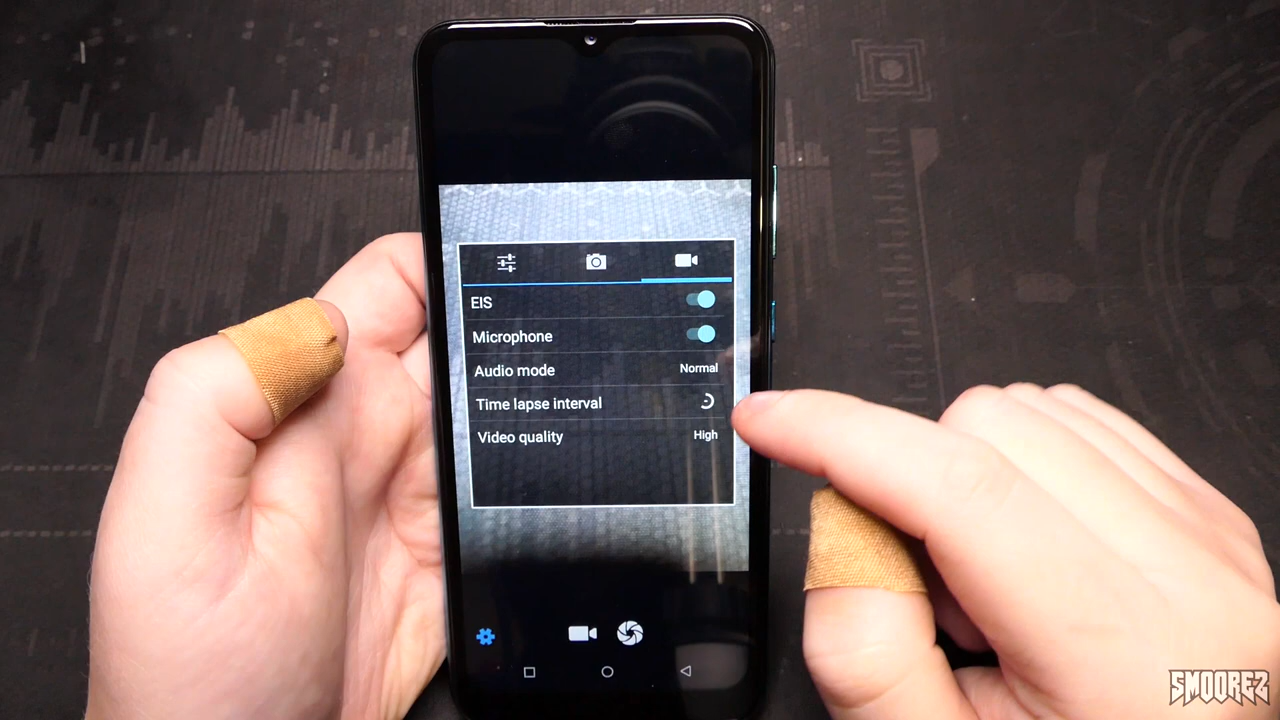 EIS
Microphone
Audio mode Normal
Time lapse interval
Video quality High
SMOOREZ